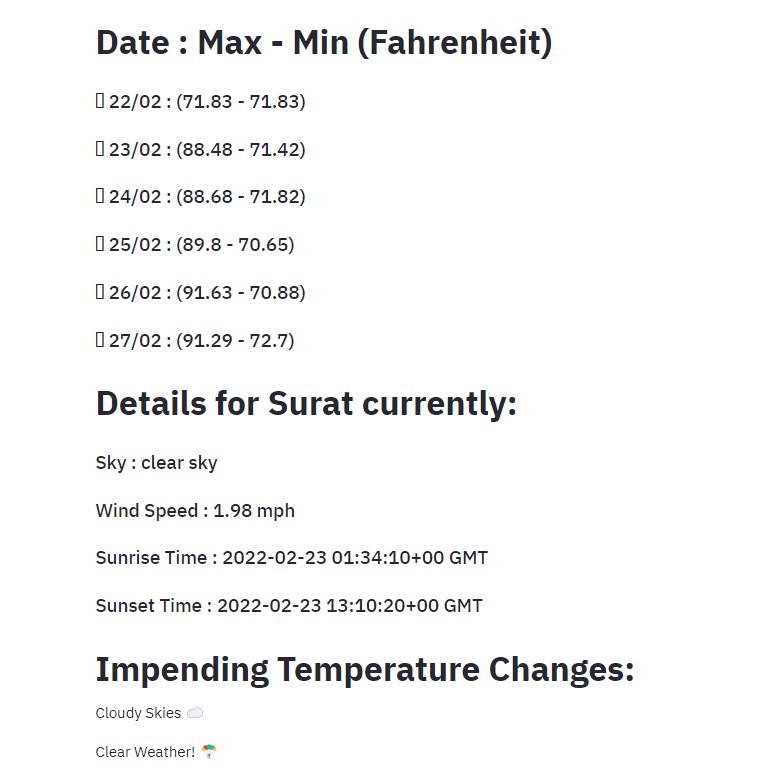 Date : Max - Min (Fahrenheit)
▯ 22/02 : (71.83 - 71.83)
▯ 23/02 : (88.48 - 71.42)
▯ 24/02 : (88.68 - 71.82)
▯ 25/02 : (89.8 - 70.65)
▯ 26/02 : (91.63 - 70.88)
▯ 27/02 : (91.29 - 72.7)
Details for Surat currently:
Sky : clear sky
Wind Speed : 1.98 mph
Sunrise Time : 2022-02-23 01:34:10+00 GMT
Sunset Time : 2022-02-23 13:10:20+00 GMT
Impending Temperature Changes:
Cloudy Skies ☁️
Clear Weather! 🪂